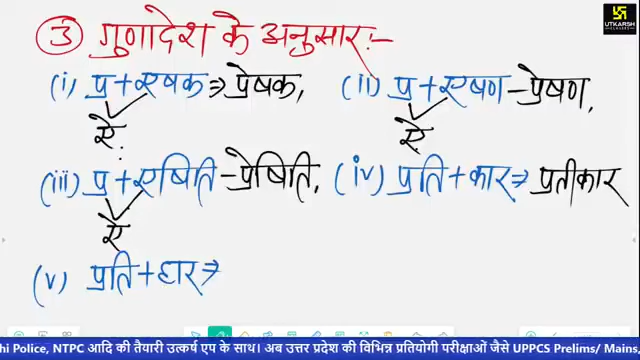 UTKARSH
CLASSES
③ गुणादेश के अनुसार:-
(i) प्र + एषक ⇒ प्रेषक, (ii) प्र + एषण - प्रेषण,
ऐ ऐ
(iii) प्र + एषिति - प्रेषिति, (iv) प्रति + कार ⇒ प्रतीकार
ऐ
(v) प्रति + हार ⇒
hi Police, NTPC आदि की तैयारी उत्कर्ष एप के साथ। अब उत्तर प्रदेश की विभिन्न प्रतियोगी परीक्षाओं जैसे UPPCS Prelims/ Mains